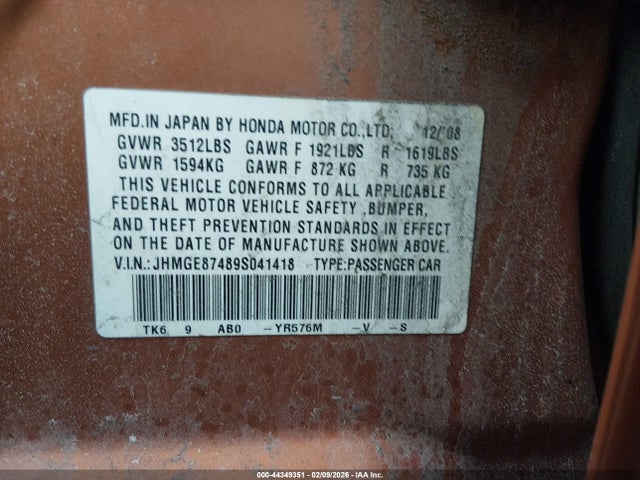 MFD.IN JAPAN BY HONDA MOTOR CO.,LTD. 12/'08
GVWR 3512LBS GAWR F 1921LBS R 1619LBS
GVWR 1594KG GAWR F 872 KG R 735 KG
THIS VEHICLE CONFORMS TO ALL APPLICABLE
FEDERAL MOTOR VEHICLE SAFETY ,BUMPER,
AND THEFT PREVENTION STANDARDS IN EFFECT
ON THE DATE OF MANUFACTURE SHOWN ABOVE.
V.I.N.:JHMGE87489S041418 TYPE:PASSENGER CAR
TK6 9 AB0 -YR576M -V -S
000-44349351 | 02/09/2026 - IAA Inc.